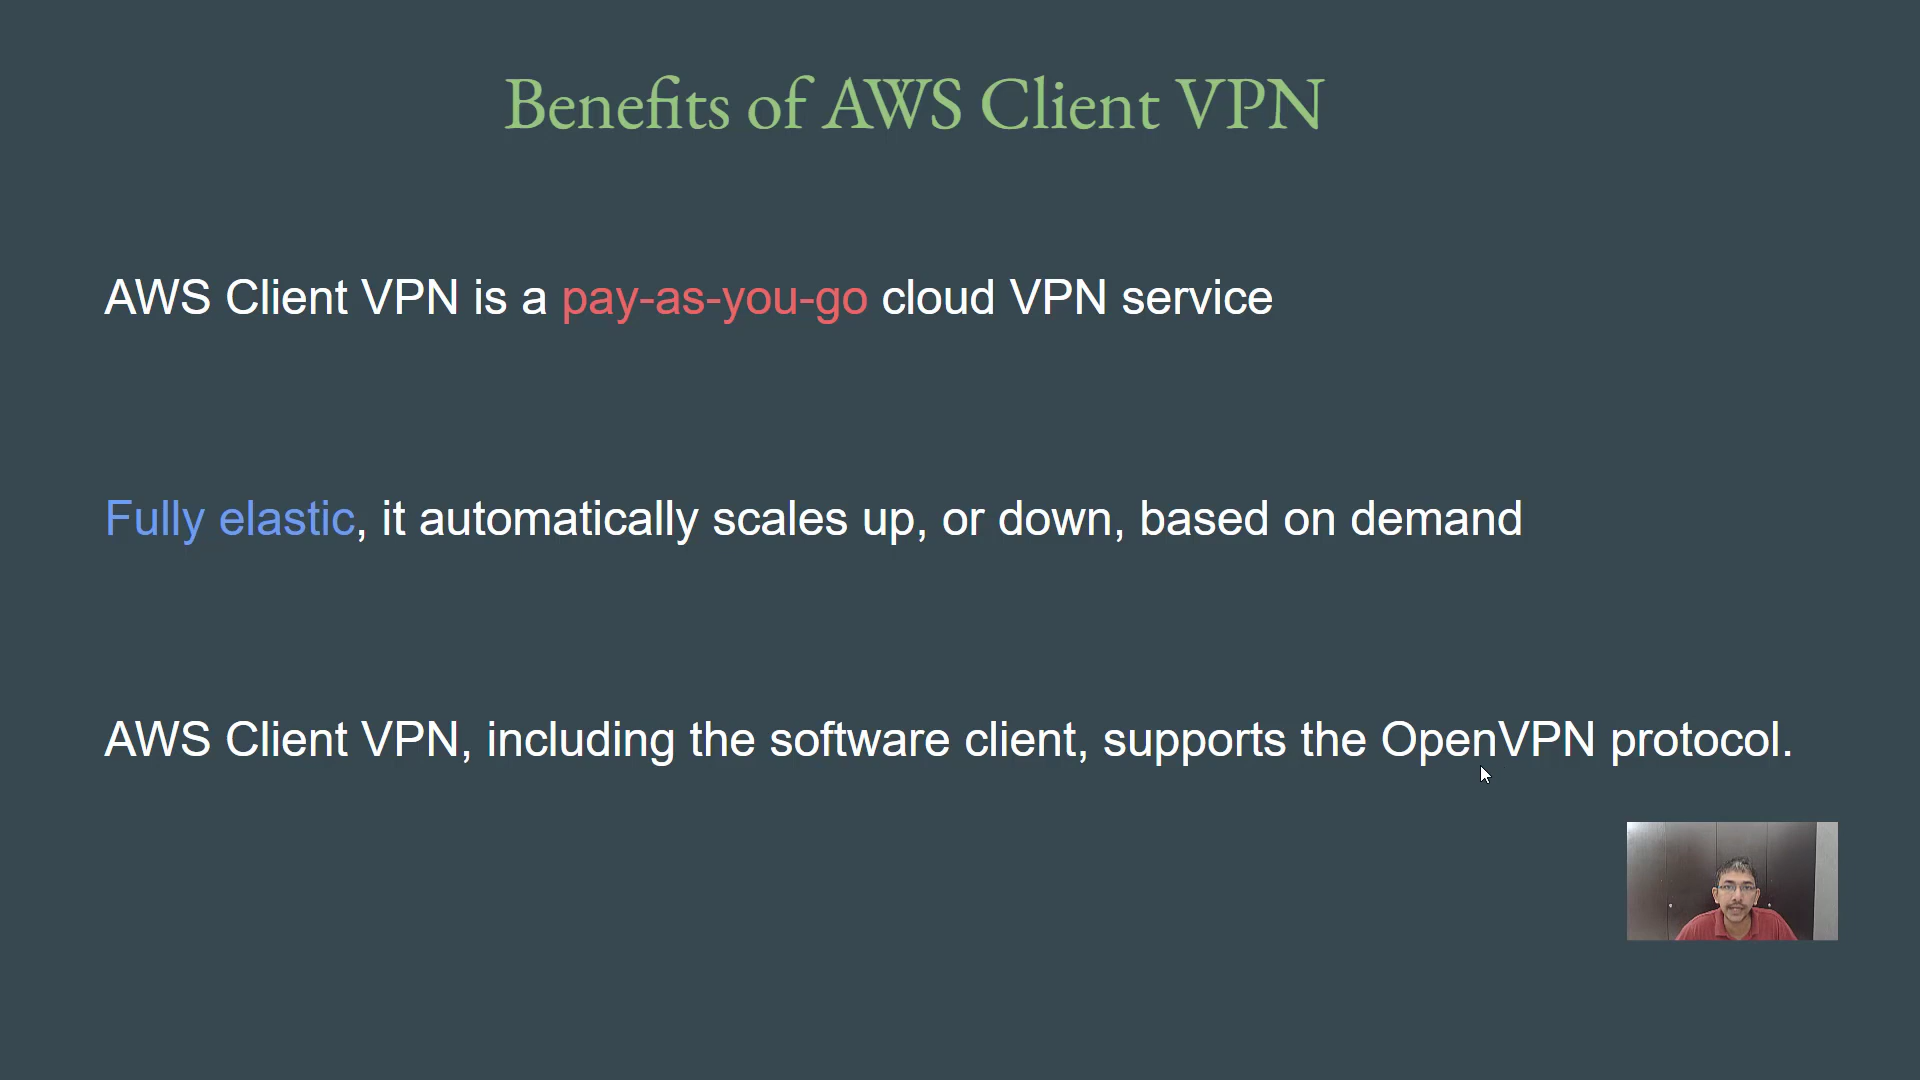 Benefits of AWS Client VPN
AWS Client VPN is a pay-as-you-go cloud VPN service
Fully elastic, it automatically scales up, or down, based on demand
AWS Client VPN, including the software client, supports the OpenVPN protocol.